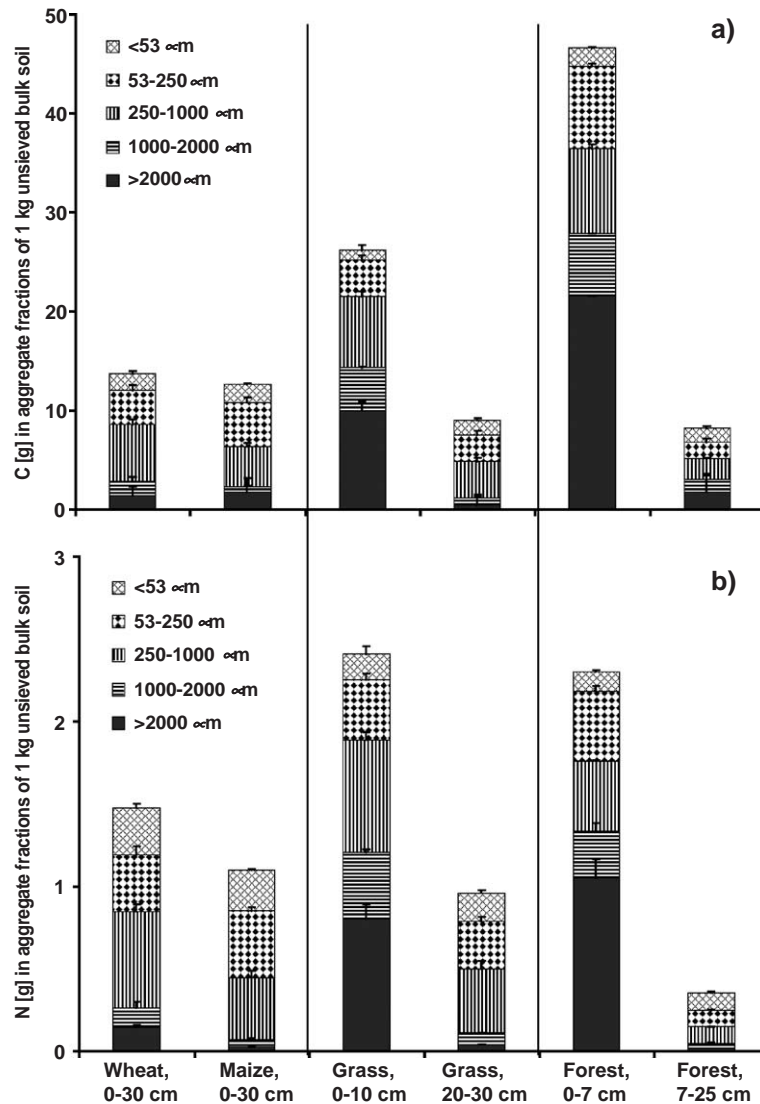 a)
50
40
30
20
10
0
C [g] in aggregate fractions of 1 kg unsieved bulk soil
<53 ∝m
53-250 ∝m
250-1000 ∝m
1000-2000 ∝m
>2000 ∝m
b)
3
2
1
0
N [g] in aggregate fractions of 1 kg unsieved bulk soil
<53 ∝m
53-250 ∝m
250-1000 ∝m
1000-2000 ∝m
>2000 ∝m
Wheat, Maize, Grass, Grass, Forest, Forest,
0-30 cm 0-30 cm 0-10 cm 20-30 cm 0-7 cm 7-25 cm